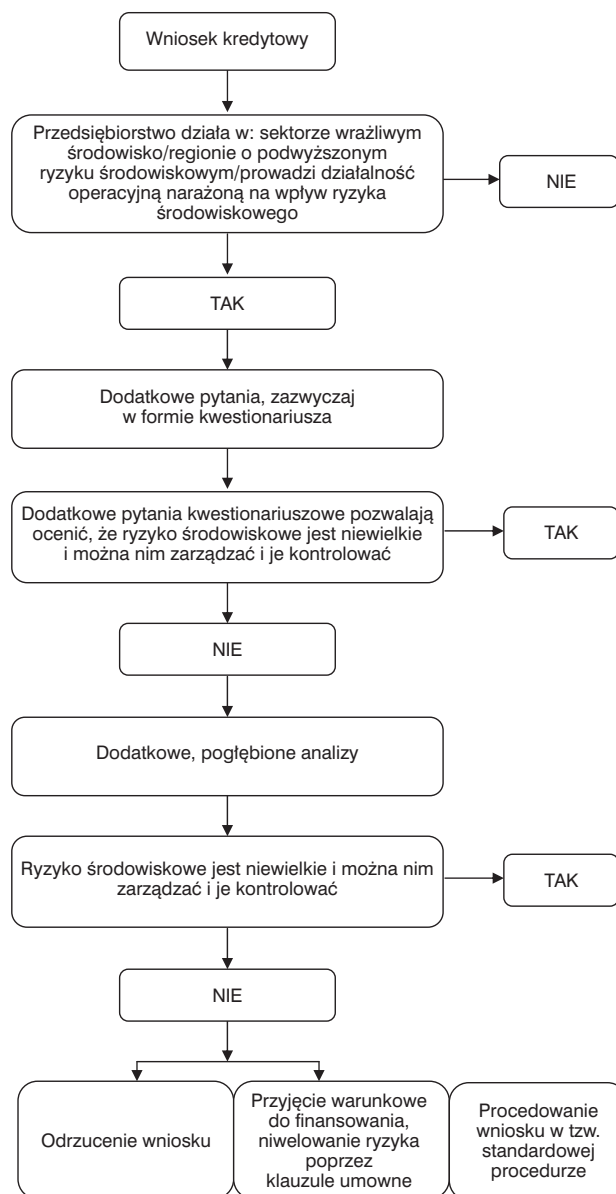 Wniosek kredytowy
Przedsiębiorstwo działa w: sektorze wrażliwym
środowisko/regionie o podwyższonym
ryzyku środowiskowym/prowadzi działalność
operacyjną narażoną na wpływ ryzyka
środowiskowego
NIE
TAK
Dodatkowe pytania, zazwyczaj
w formie kwestionariusza
Dodatkowe pytania kwestionariuszowe pozwalają
ocenić, że ryzyko środowiskowe jest niewielkie
i można nim zarządzać i je kontrolować
TAK
NIE
Dodatkowe, pogłębione analizy
Ryzyko środowiskowe jest niewielkie i można nim
zarządzać i je kontrolować
TAK
NIE
Odrzucenie wniosku
Przyjęcie warunkowe
do finansowania,
niwelowanie ryzyka
poprzez
klauzule umowne
Procedowanie
wniosku w tzw.
standardowej
procedurze